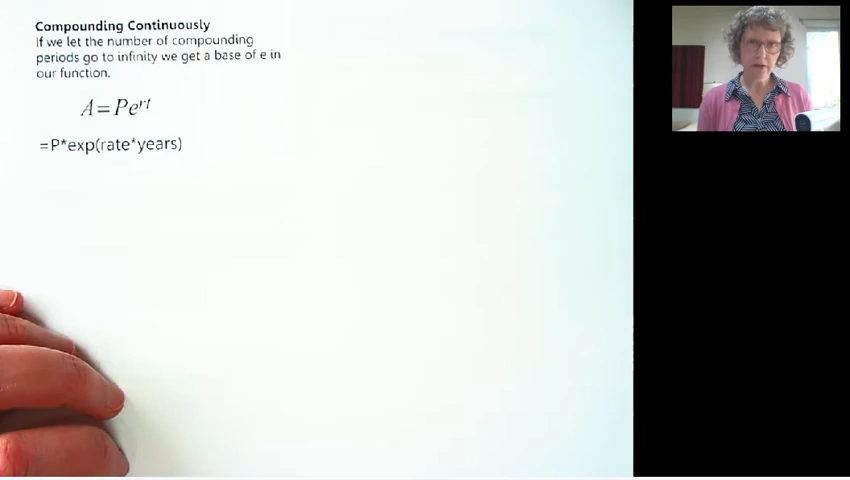 Compounding Continuously
If we let the number of compounding
periods go to infinity we get a base of e in
our function.
A=Pe^{rt}
=P*exp(rate*years)